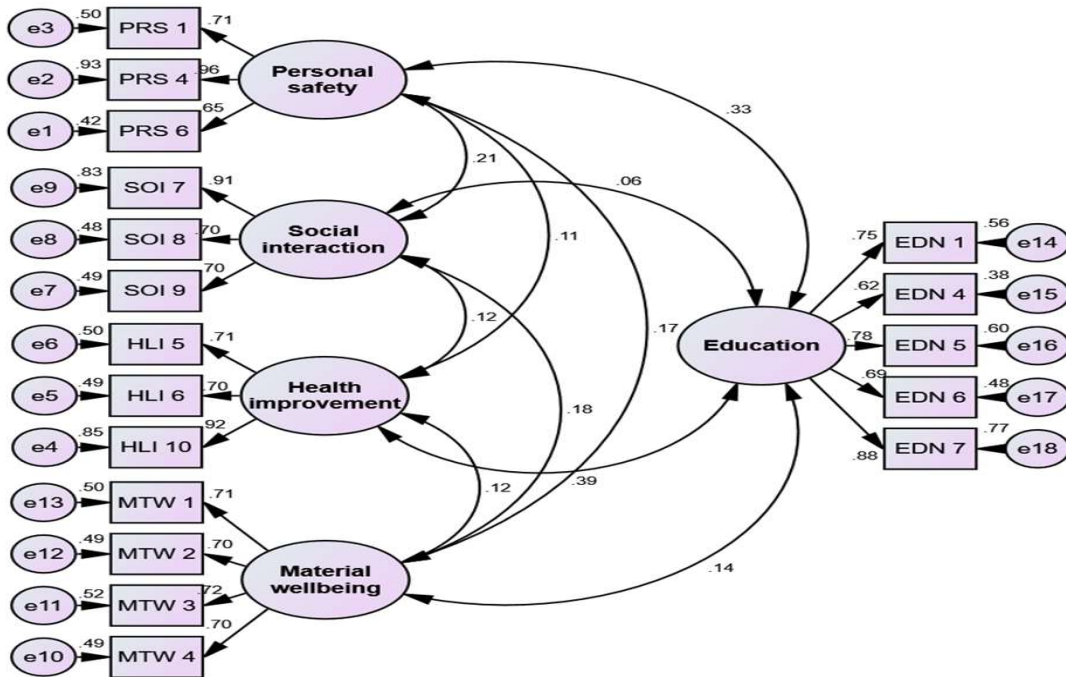 e3
.50
PRS 1
.71
e2
.93
PRS 4
.96
Personal
safety
e1
.42
PRS 6
.65
.33
e9
.83
SOI 7
.91
.21
.06
e8
.48
SOI 8
.70
Social
interaction
.11
e7
.49
SOI 9
.70
EDN 1
.75
.56
e14
EDN 4
.62
.38
e15
e6
.50
HLI 5
.71
.12
.17
Education
.78
EDN 5
.60
e16
e5
.49
HLI 6
.70
Health
improvement
.69
EDN 6
.48
e17
e4
.85
HLI 10
.92
.18
.88
EDN 7
.77
e18
e13
.50
MTW 1
.71
.12
.39
e12
.49
MTW 2
.70
e11
.52
MTW 3
.72
Material
wellbeing
.14
e10
.49
MTW 4
.70